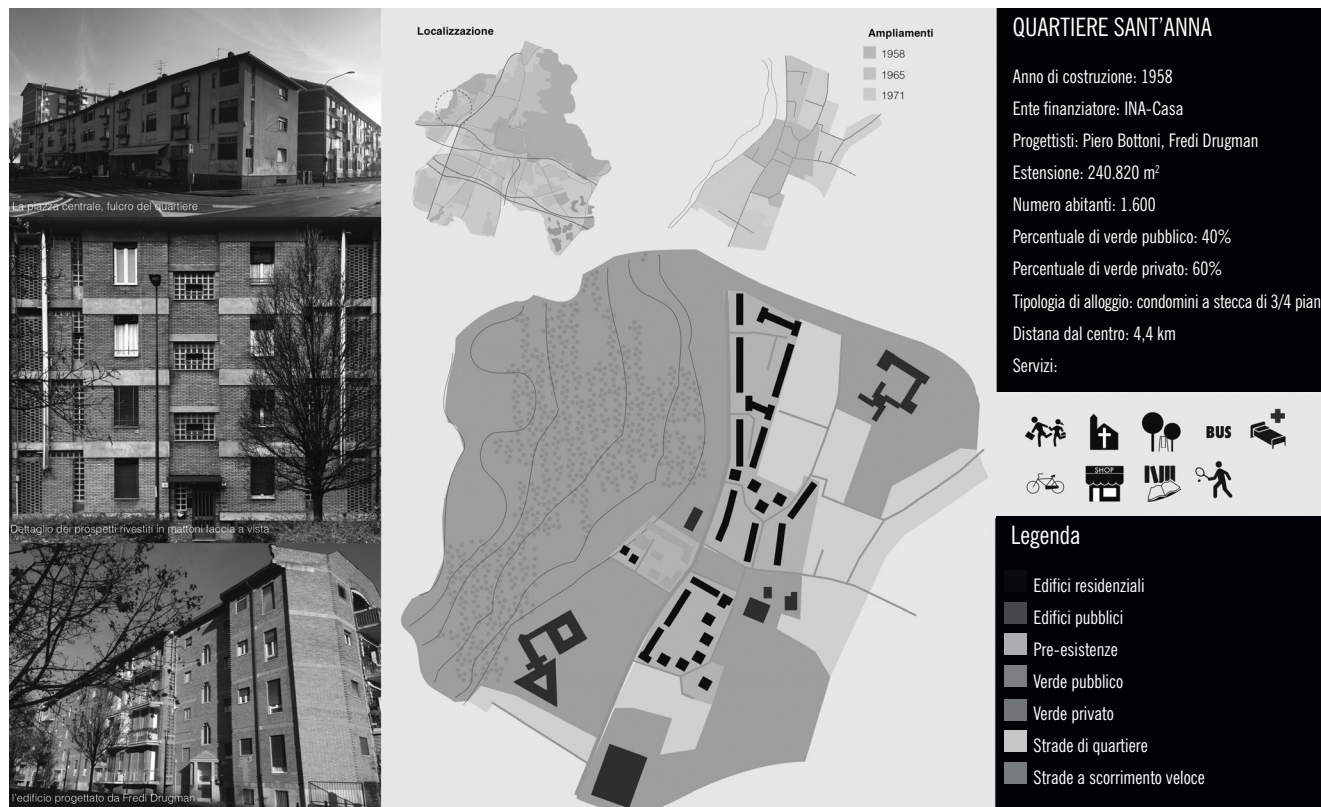 La piazza centrale, fulcro del quartiere
Dettaglio dei prospetti rivestiti in mattoni faccia a vista
l'edificio progettato da Fredi Drugman
Localizzazione
Ampliamenti
1958
1965
1971
QUARTIERE SANT'ANNA
Anno di costruzione: 1958
Ente finanziatore: INA-Casa
Progettisti: Piero Bottoni, Fredi Drugman
Estensione: 240.820 m²
Numero abitanti: 1.600
Percentuale di verde pubblico: 40%
Percentuale di verde privato: 60%
Tipologia di alloggio: condomini a stecca di 3/4 pian
Distana dal centro: 4,4 km
Servizi:
BUS
SHOP
Legenda
Edifici residenziali
Edifici pubblici
Pre-esistenze
Verde pubblico
Verde privato
Strade di quartiere
Strade a scorrimento veloce